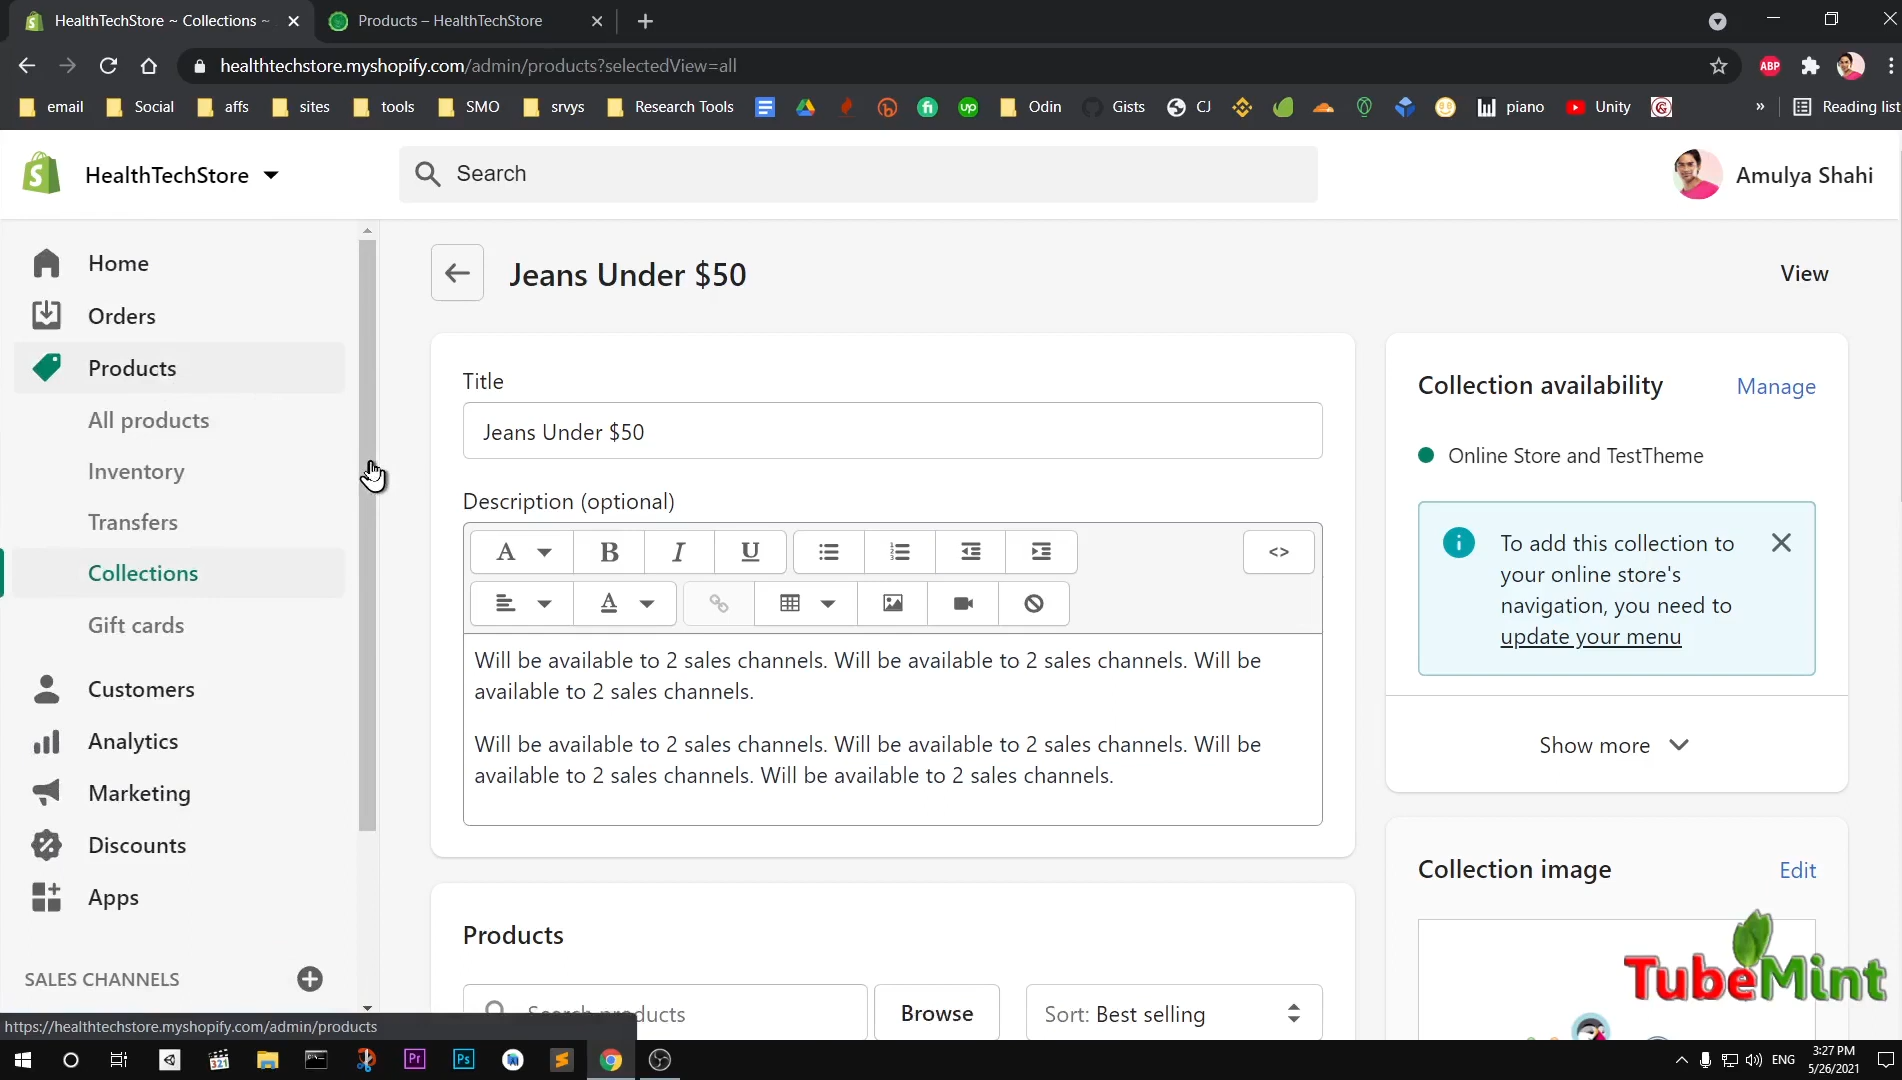 HealthTechStore ~ Collections ~
Products – HealthTechStore
healthtechstore.myshopify.com/admin/products?selectedView=all
ABP
email
Social
affs
sites
tools
SMO
srvys
Research Tools
Odin
Gists
CJ
piano
Unity
»
Reading list
HealthTechStore
Search
Amulya Shahi
Home
Orders
Products
All products
Inventory
Transfers
Collections
Gift cards
Customers
Analytics
Marketing
Discounts
Apps
SALES CHANNELS
Jeans Under $50
View
Title
Jeans Under $50
Description (optional)
A
B
I
U
<>
A
Will be available to 2 sales channels. Will be available to 2 sales channels. Will be
available to 2 sales channels.
Will be available to 2 sales channels. Will be available to 2 sales channels. Will be
available to 2 sales channels. Will be available to 2 sales channels.
Products
Search products
Browse
Sort: Best selling
Collection availability
Manage
Online Store and TestTheme
To add this collection to
your online store's
navigation, you need to
update your menu
Show more
Collection image
Edit
TubeMint
https://healthtechstore.myshopify.com/admin/products
321
Pr
Ps
ENG
3:27 PM
5/26/2021